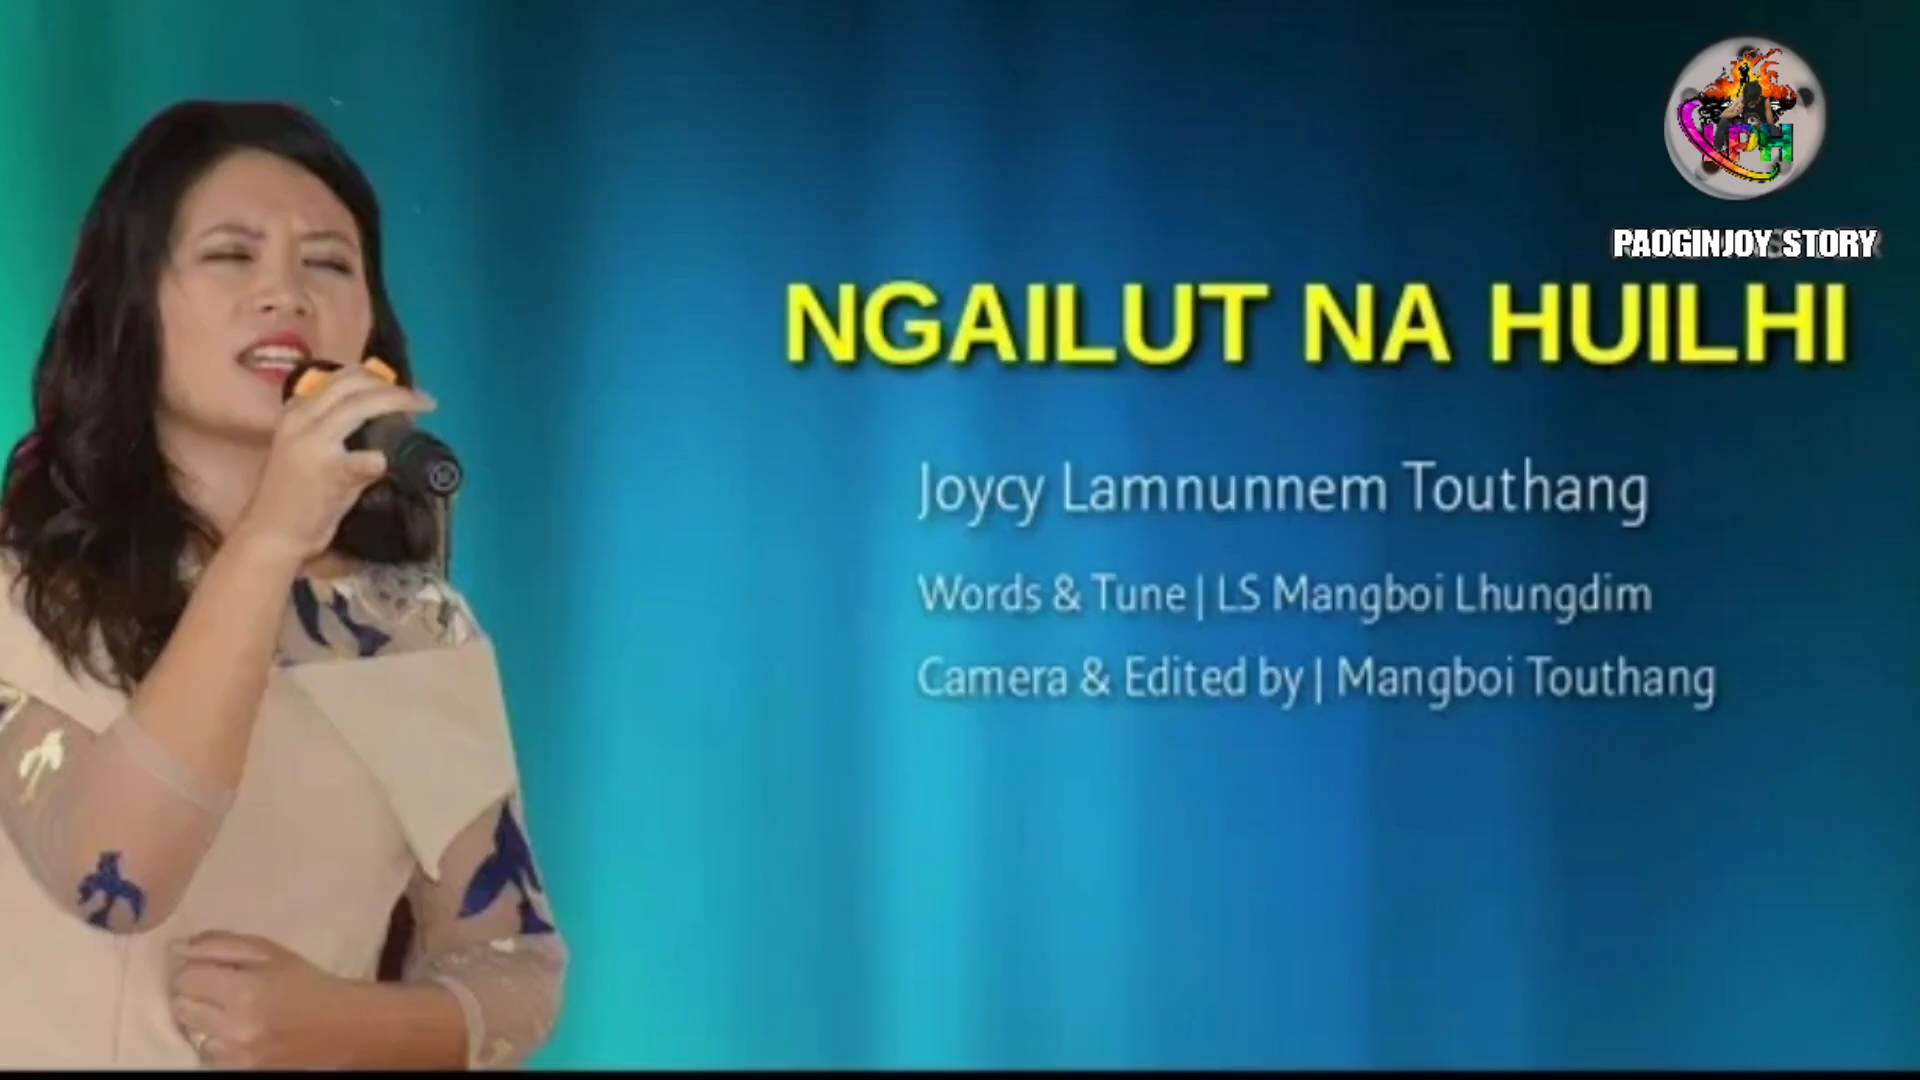 PAOGINJOY STORY
NGAILUT NA HUILHI
Joycy Lamnunnem Touthang
Words & Tune | LS Mangboi Lhungdim
Camera & Edited by | Mangboi Touthang